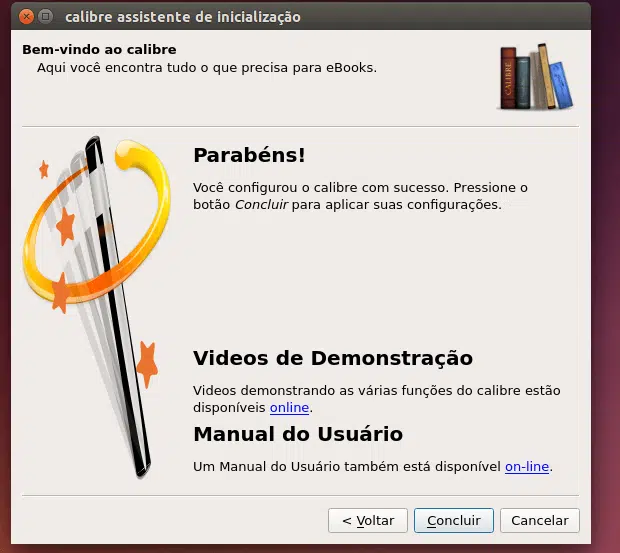 calibre assistente de inicialização
Bem-vindo ao calibre
Aqui você encontra tudo o que precisa para eBooks.
CALIBRE
Parabéns!
Você configurou o calibre com sucesso. Pressione o
botão Concluir para aplicar suas configurações.
Videos de Demonstração
Videos demonstrando as várias funções do calibre estão
disponíveis online.
Manual do Usuário
Um Manual do Usuário também está disponível on-line.
< Voltar
Concluir
Cancelar